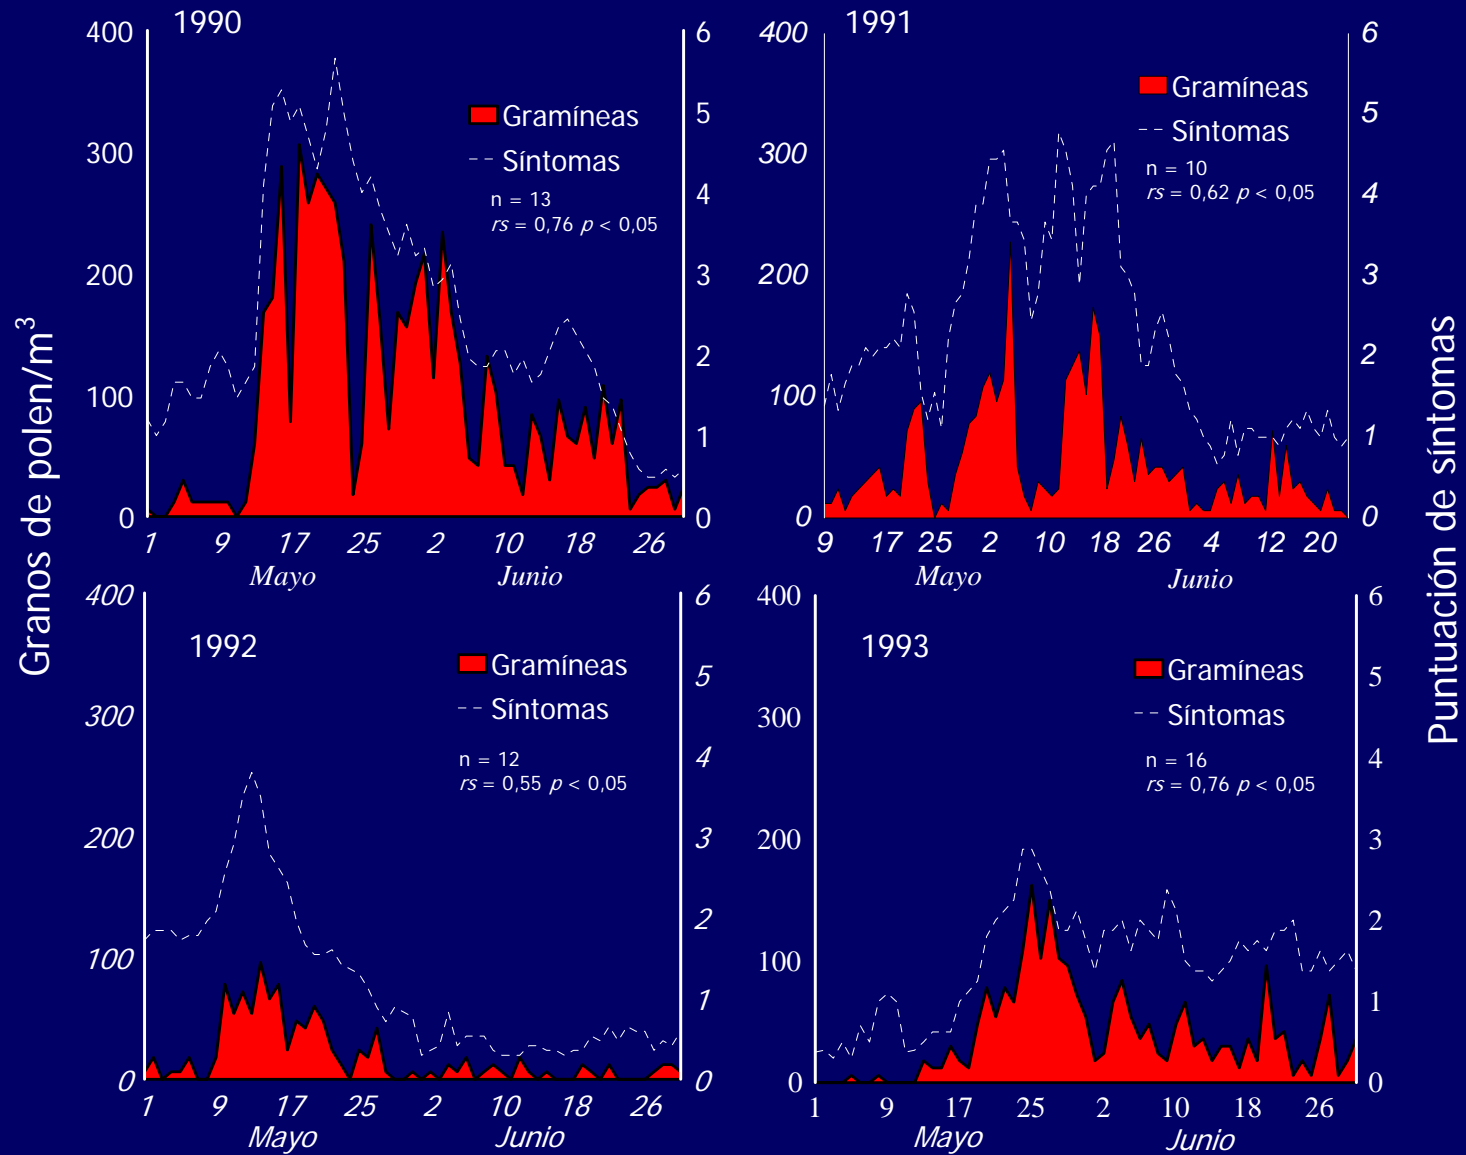 Granos de polen/m³
Puntuación de síntomas
1990
400
300
200
100
0
6
5
4
3
2
1
0
Gramíneas
Síntomas
n = 13
rs = 0,76 p < 0,05
1 9 17 25 2 10 18 26
Mayo Junio
1991
400
300
200
100
0
6
5
4
3
2
1
0
Gramíneas
Síntomas
n = 10
rs = 0,62 p < 0,05
9 17 25 2 10 18 26 4 12 20
Mayo Junio
1992
400
300
200
100
0
6
5
4
3
2
1
0
Gramíneas
Síntomas
n = 12
rs = 0,55 p < 0,05
1 9 17 25 2 10 18 26
Mayo Junio
1993
400
300
200
100
0
6
5
4
3
2
1
0
Gramíneas
Síntomas
n = 16
rs = 0,76 p < 0,05
1 9 17 25 2 10 18 26
Mayo Junio